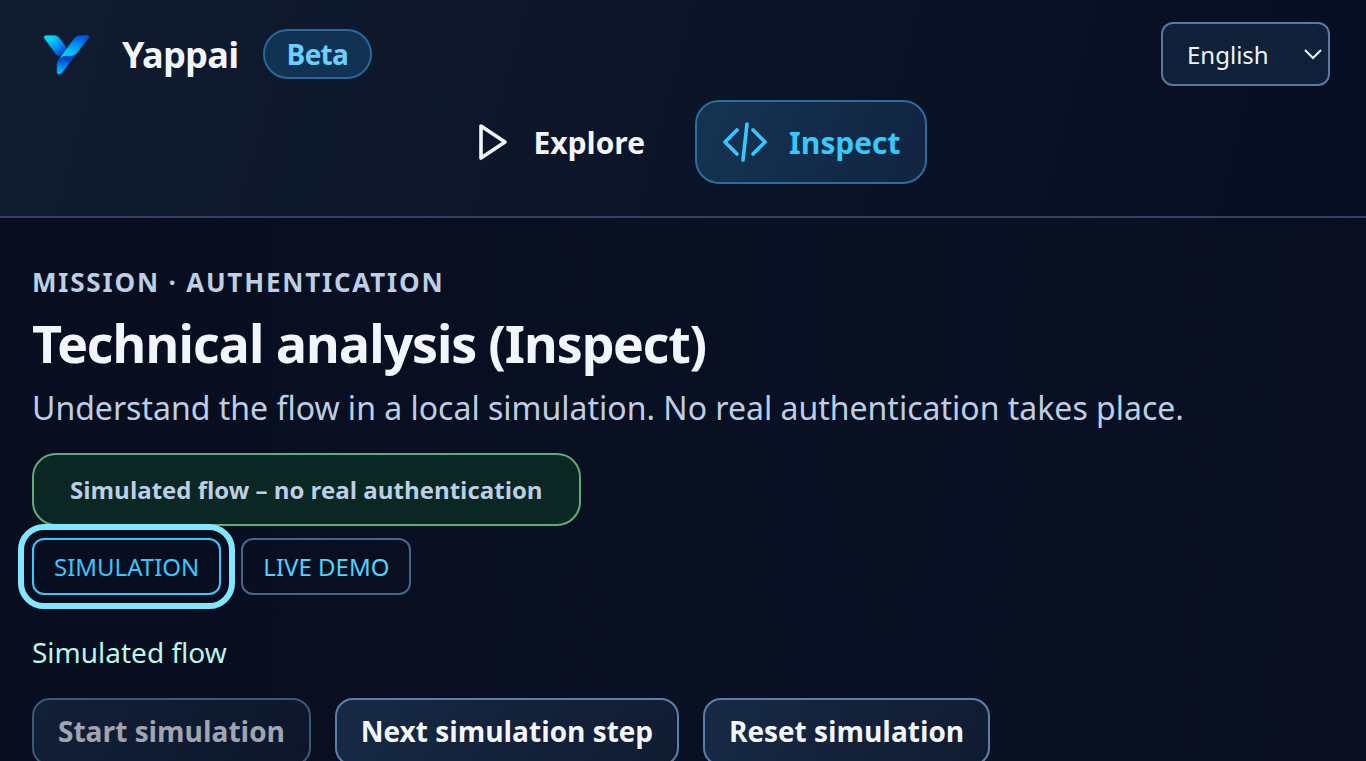 Yappai Beta English
Explore Inspect
MISSION · AUTHENTICATION
Technical analysis (Inspect)
Understand the flow in a local simulation. No real authentication takes place.
Simulated flow – no real authentication
SIMULATION LIVE DEMO
Simulated flow
Start simulation Next simulation step Reset simulation